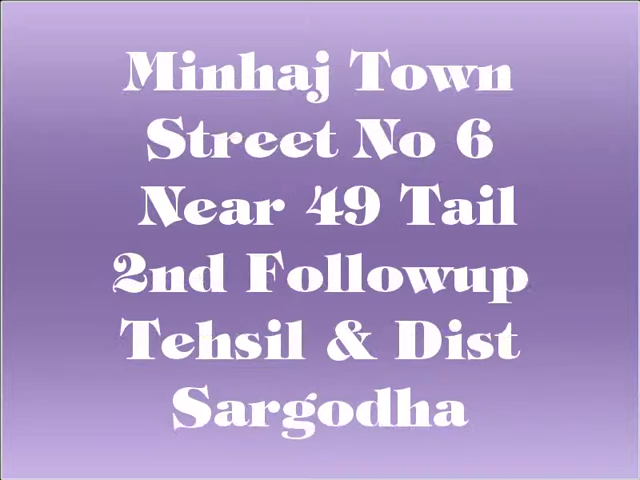 Minhaj Town
Street No 6
Near 49 Tail
2nd Followup
Tehsil & Dist
Sargodha